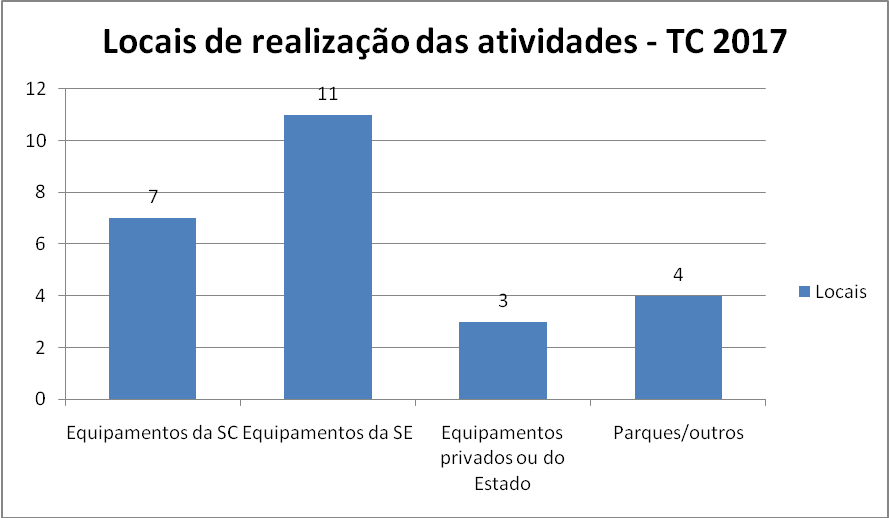 Locais de realização das atividades - TC 2017
12
10
8
6
4
2
0
7
11
3
4
Equipamentos da SC
Equipamentos da SE
Equipamentos
privados ou do
Estado
Parques/outros
Locais